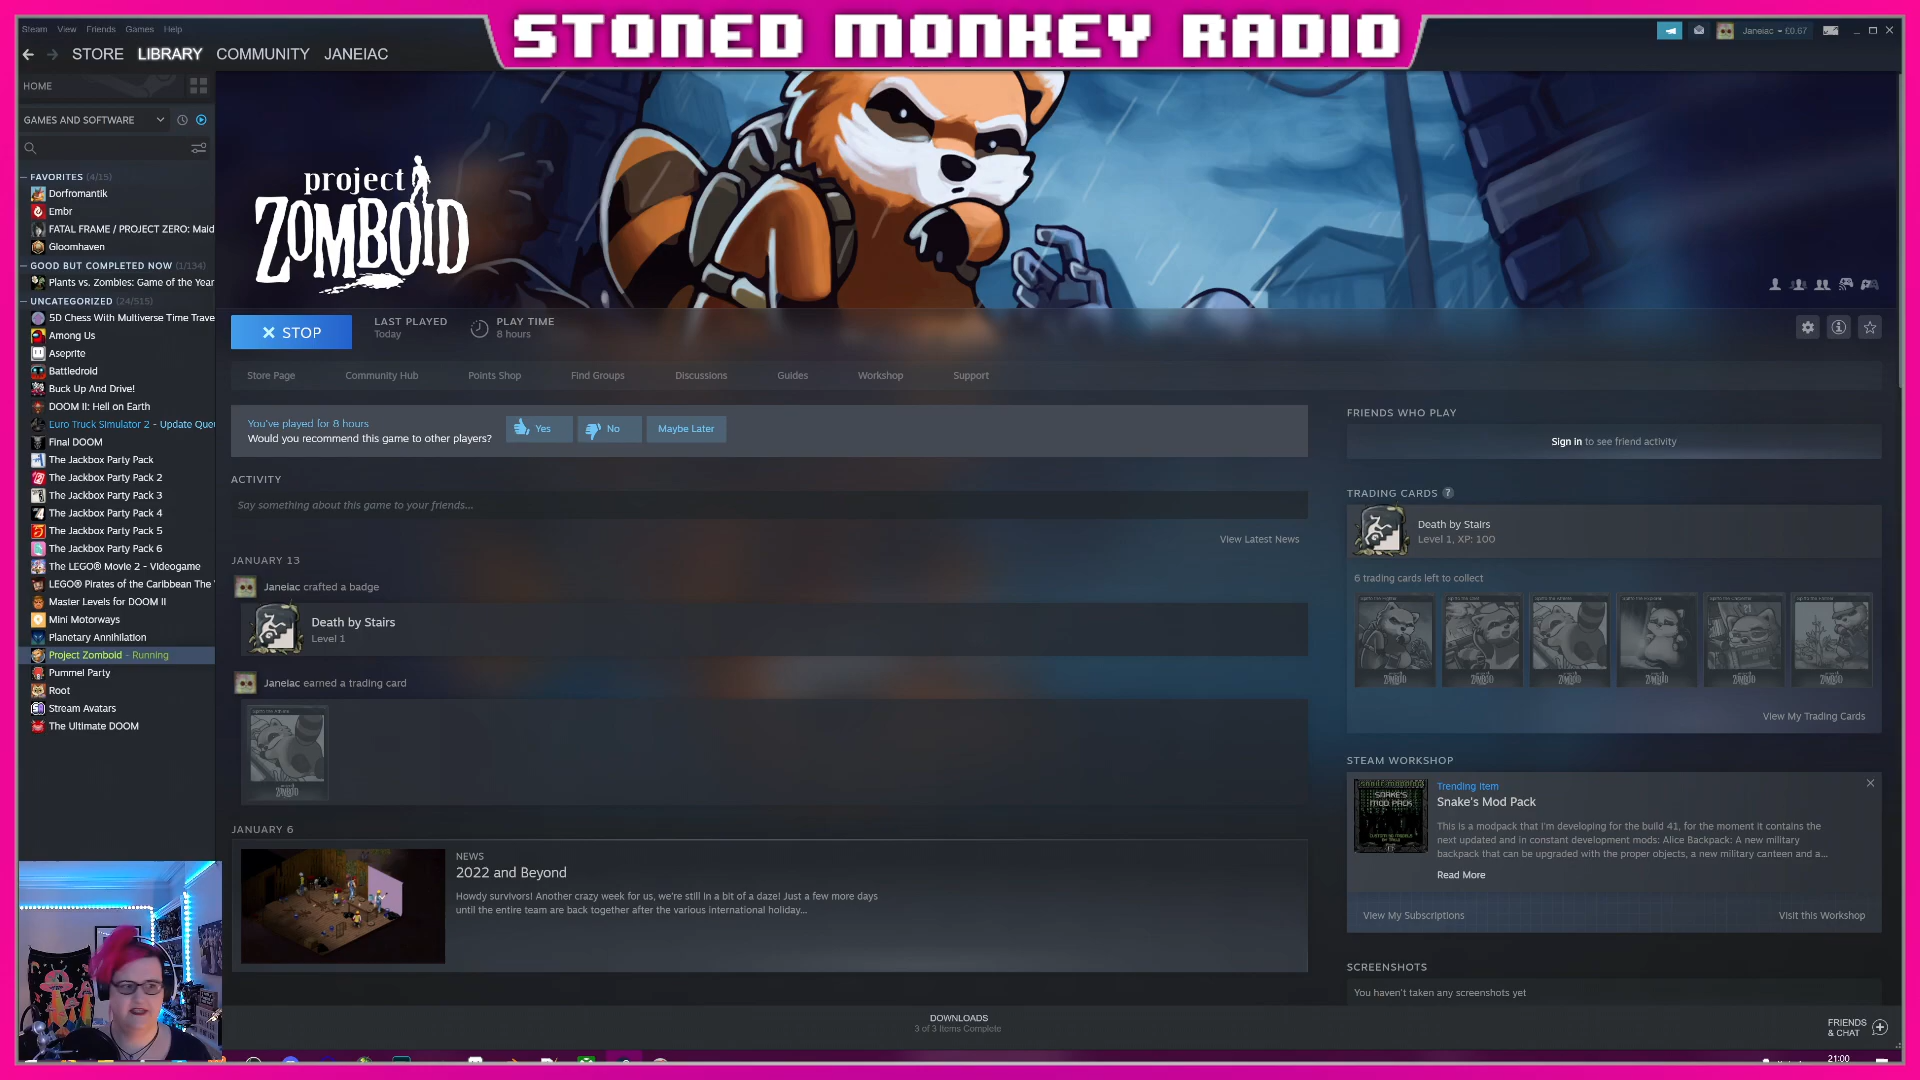 STONED MONKEY RADIO
Steam View Friends Games Help
Janeiac £0.67
STORE LIBRARY COMMUNITY JANEIAC
HOME
GAMES AND SOFTWARE
FAVORITES (4/15)
Dorfromantik
Embr
FATAL FRAME / PROJECT ZERO: Maid
Gloomhaven
GOOD BUT COMPLETED NOW (1/134)
Plants vs. Zombies: Game of the Year
UNCATEGORIZED (24/515)
5D Chess With Multiverse Time Trave
Among Us
Aseprite
Battledroid
Buck Up And Drive!
DOOM II: Hell on Earth
Euro Truck Simulator 2 - Update Queu
Final DOOM
The Jackbox Party Pack
The Jackbox Party Pack 2
The Jackbox Party Pack 3
The Jackbox Party Pack 4
The Jackbox Party Pack 5
The Jackbox Party Pack 6
The LEGO® Movie 2 - Videogame
LEGO® Pirates of the Caribbean The
Master Levels for DOOM II
Mini Motorways
Planetary Annihilation
Project Zomboid - Running
Pummel Party
Root
Stream Avatars
The Ultimate DOOM
project
ZOMBOID
STOP
LAST PLAYED
Today
PLAY TIME
8 hours
Store Page Community Hub Points Shop Find Groups Discussions Guides Workshop Support
You've played for 8 hours
Would you recommend this game to other players?
Yes No Maybe Later
ACTIVITY
Say something about this game to your friends...
View Latest News
JANUARY 13
Janeiac crafted a badge
Death by Stairs
Level 1
Janeiac earned a trading card
ZOMBOID
JANUARY 6
NEWS
2022 and Beyond
Howdy survivors! Another crazy week for us, we're still in a bit of a daze! Just a few more days
until the entire team are back together after the various international holiday...
FRIENDS WHO PLAY
Sign in to see friend activity
TRADING CARDS ?
Death by Stairs
Level 1, XP: 100
6 trading cards left to collect
ZOMBOID ZOMBOID ZOMBOID ZOMBOID ZOMBOID ZOMBOID
View My Trading Cards
STEAM WORKSHOP
SNAKE'S
MOD PACK
Trending Item
Snake's Mod Pack
This is a modpack that I'm developing for the build 41, for the moment it contains the
next updated and in constant development mods: Alice Backpack: A new military
backpack that can be upgraded with the proper objects, a new military canteen and a...
Read More
View My Subscriptions
Visit this Workshop
SCREENSHOTS
You haven't taken any screenshots yet
DOWNLOADS
3 of 3 Items Complete
FRIENDS
& CHAT
21:00